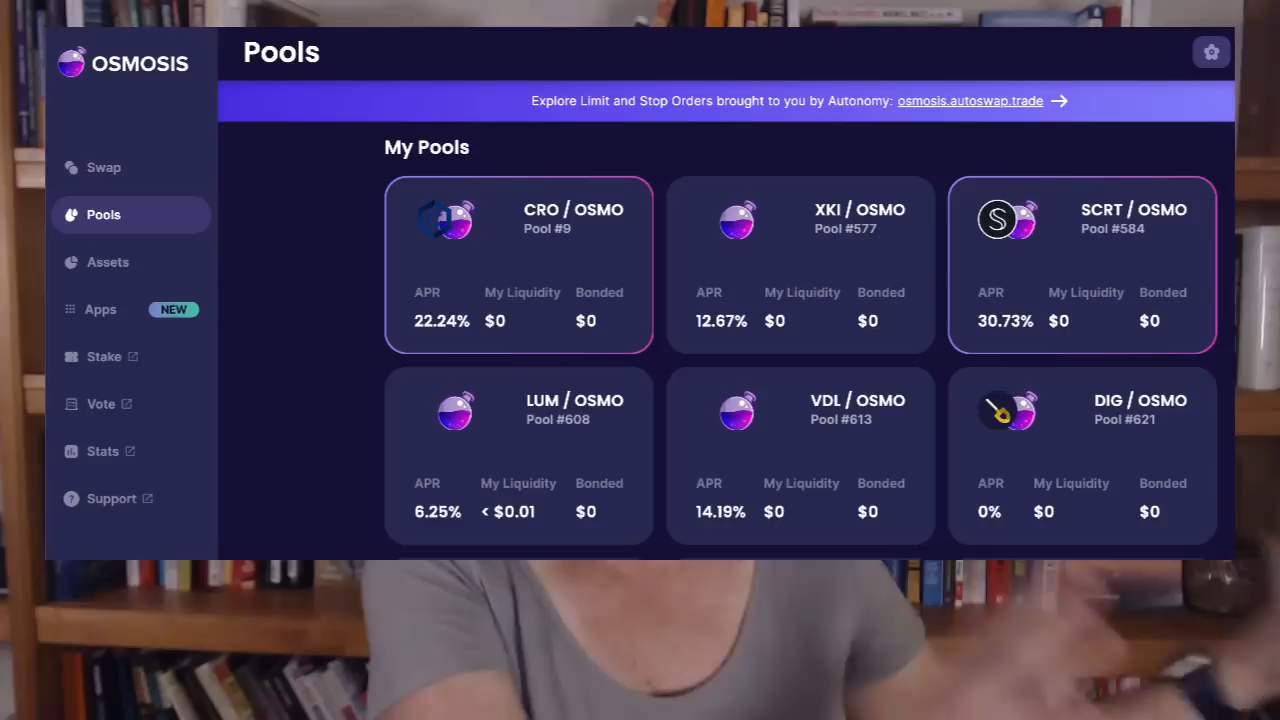 OSMOSIS
Swap
Pools
Assets
Apps NEW
Stake
Vote
Stats
Support
Pools
Explore Limit and Stop Orders brought to you by Autonomy: osmosis.autoswap.trade
My Pools
CRO / OSMO
Pool #9
APR My Liquidity Bonded
22.24% $0 $0
XKI / OSMO
Pool #577
APR My Liquidity Bonded
12.67% $0 $0
SCRT / OSMO
Pool #584
APR My Liquidity Bonded
30.73% $0 $0
LUM / OSMO
Pool #608
APR My Liquidity Bonded
6.25% < $0.01 $0
VDL / OSMO
Pool #613
APR My Liquidity Bonded
14.19% $0 $0
DIG / OSMO
Pool #621
APR My Liquidity Bonded
0% $0 $0